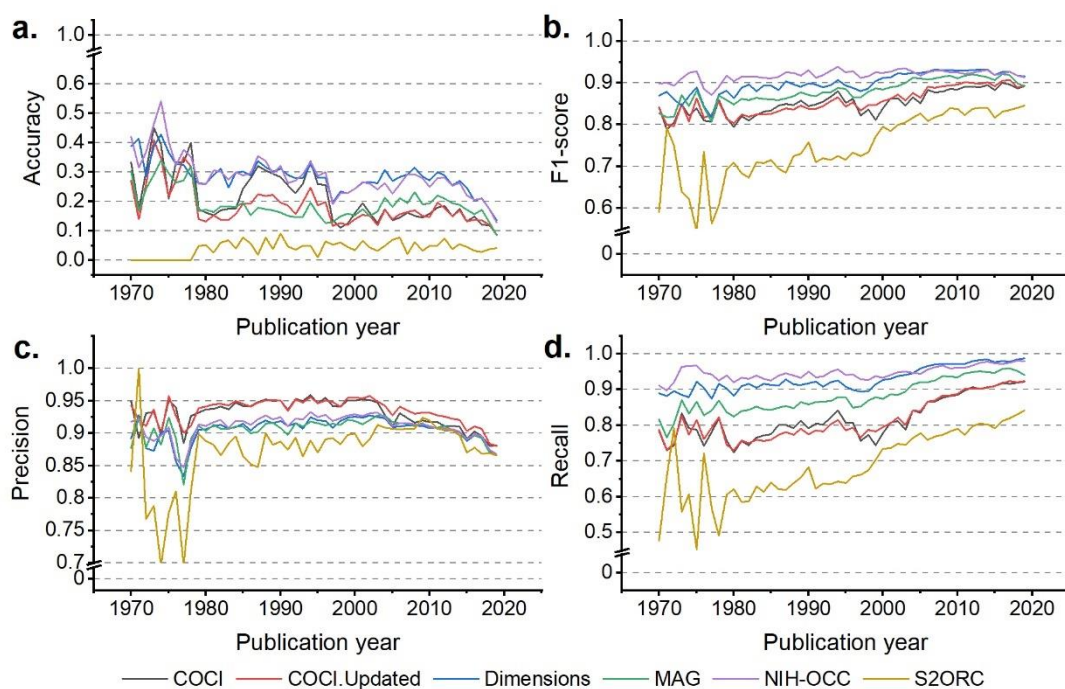 a.
1.0
0.6
0.5
0.4
0.3
0.2
0.1
0.0
Accuracy
1970 1980 1990 2000 2010 2020
Publication year
b.
1.0
0.9
0.8
0.7
0.6
0
F1-score
1970 1980 1990 2000 2010 2020
Publication year
c.
1.0
0.95
0.9
0.85
0.8
0.75
0.7
0
Precision
1970 1980 1990 2000 2010 2020
Publication year
d.
1.0
0.9
0.8
0.7
0.6
0.5
0
Recall
1970 1980 1990 2000 2010 2020
Publication year
COCI COCI.Updated Dimensions MAG NIH-OCC S2ORC